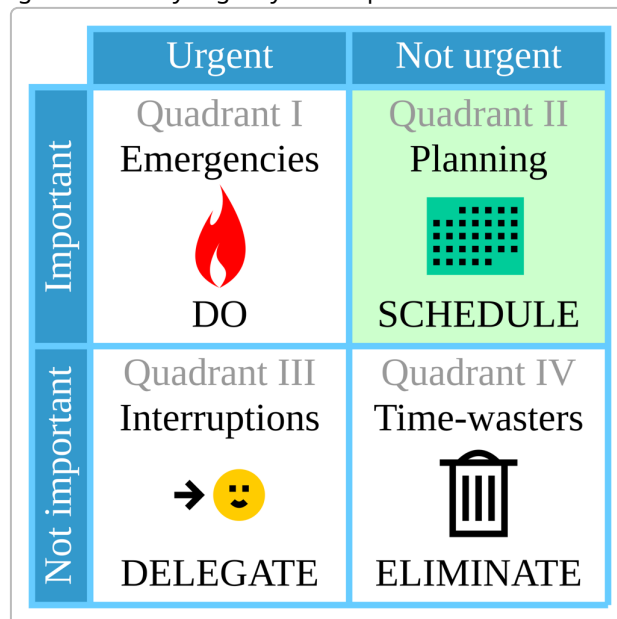 Urgent
Not urgent
Important
Quadrant I
Emergencies
DO
Quadrant II
Planning
SCHEDULE
Not important
Quadrant III
Interruptions
DELEGATE
Quadrant IV
Time-wasters
ELIMINATE